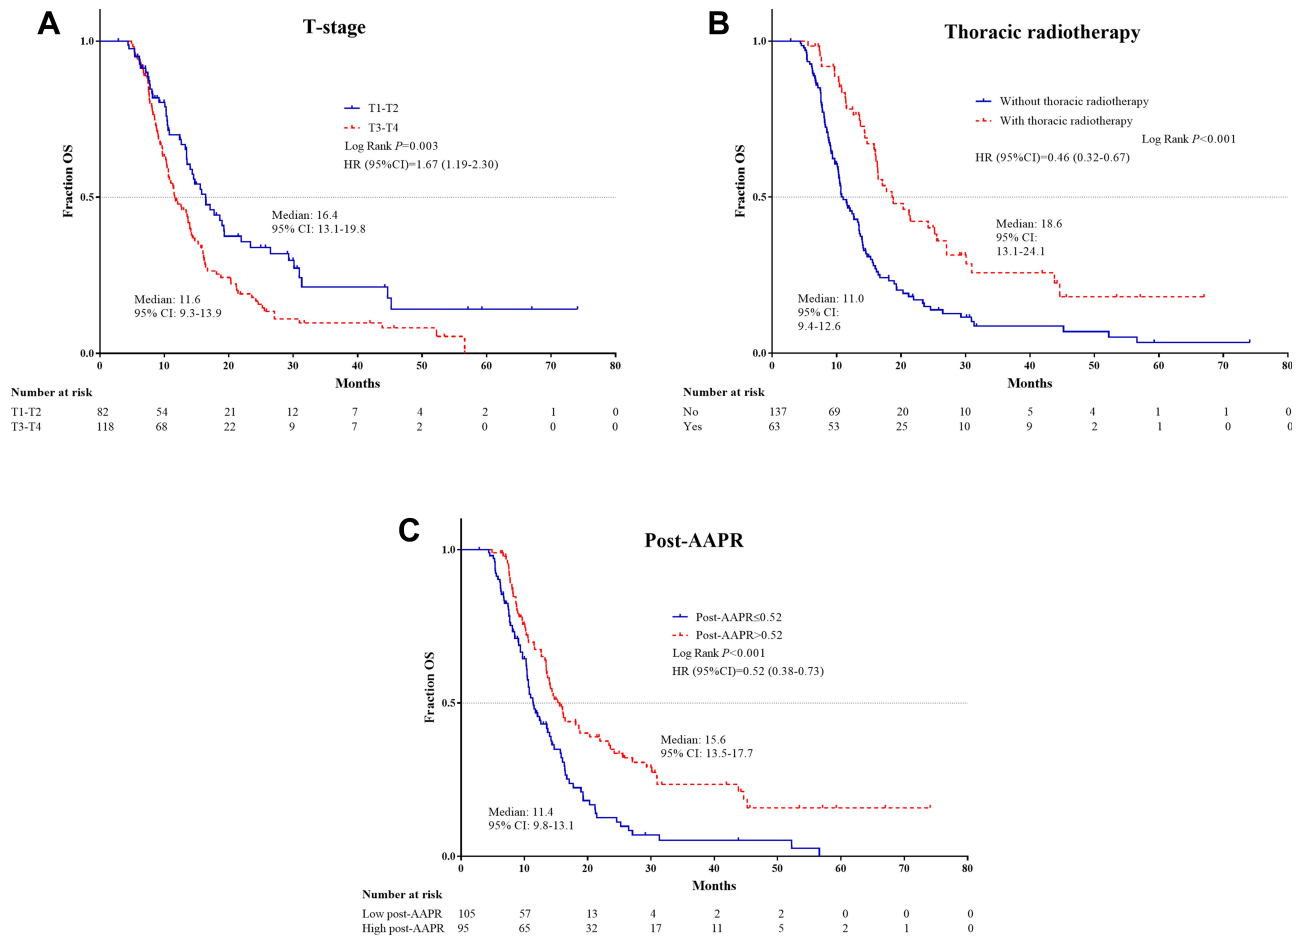 A
T-stage
1.0
0.5
0.0
Fraction OS
T1-T2
T3-T4
Log Rank P=0.003
HR (95%CI)=1.67 (1.19-2.30)
Median: 16.4
95% CI: 13.1-19.8
Median: 11.6
95% CI: 9.3-13.9
0 10 20 30 40 50 60 70 80
Months
Number at risk
T1-T2 82 54 21 12 7 4 2 1 0
T3-T4 118 68 22 9 7 2 0 0 0
B
Thoracic radiotherapy
1.0
0.5
0.0
Fraction OS
Without thoracic radiotherapy
With thoracic radiotherapy
Log Rank P<0.001
HR (95%CI)=0.46 (0.32-0.67)
Median: 18.6
95% CI:
13.1-24.1
Median: 11.0
95% CI:
9.4-12.6
0 10 20 30 40 50 60 70 80
Months
Number at risk
No 137 69 20 10 5 4 1 1 0
Yes 63 53 25 10 9 2 1 0 0
C
Post-AAPR
1.0
0.5
0.0
Fraction OS
Post-AAPR≤0.52
Post-AAPR>0.52
Log Rank P<0.001
HR (95%CI)=0.52 (0.38-0.73)
Median: 15.6
95% CI: 13.5-17.7
Median: 11.4
95% CI: 9.8-13.1
0 10 20 30 40 50 60 70 80
Months
Number at risk
Low post-AAPR 105 57 13 4 2 2 0 0 0
High post-AAPR 95 65 32 17 11 5 2 1 0